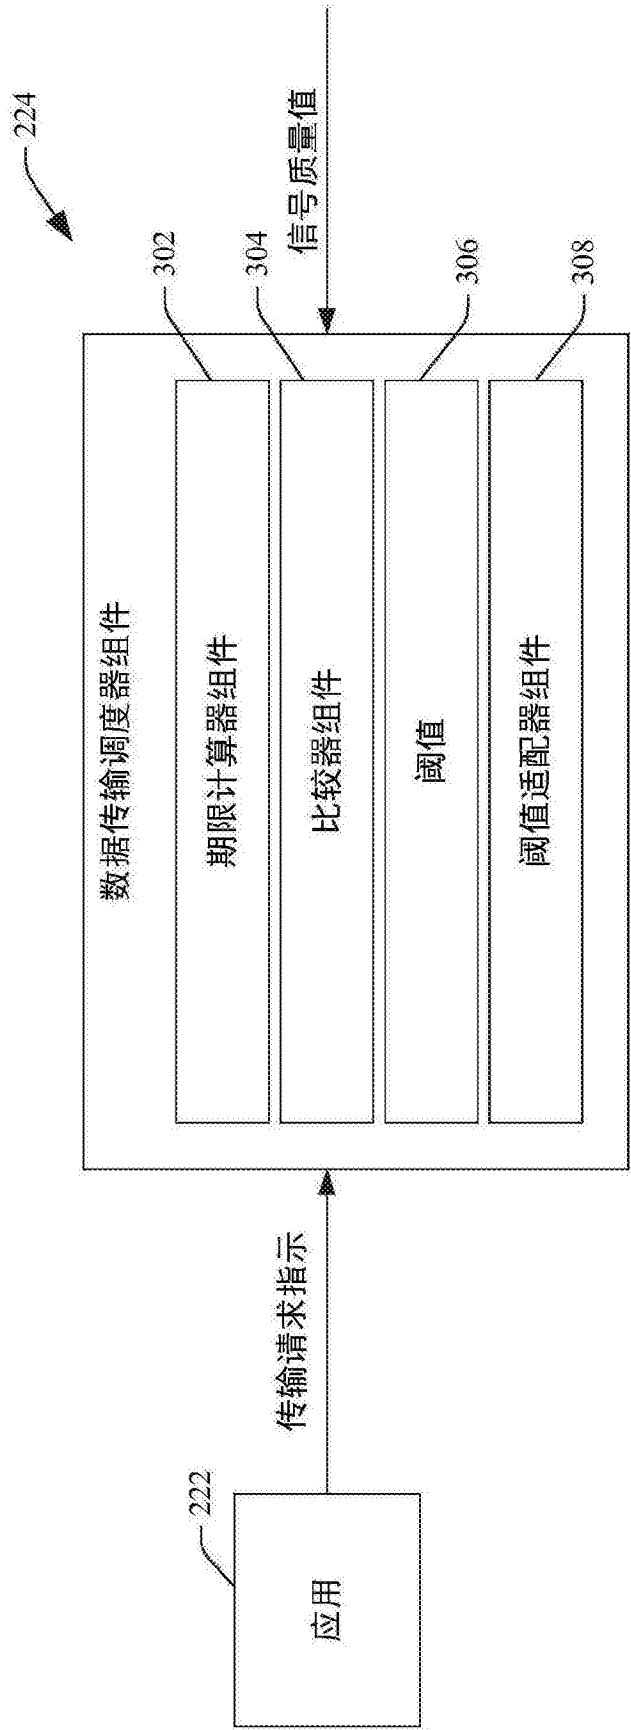 224
数据传输调度器组件
302
期限计算器组件
304
比较器组件
306
阈值
308
阈值适配器组件
222
应用
传输请求指示
信号质量值